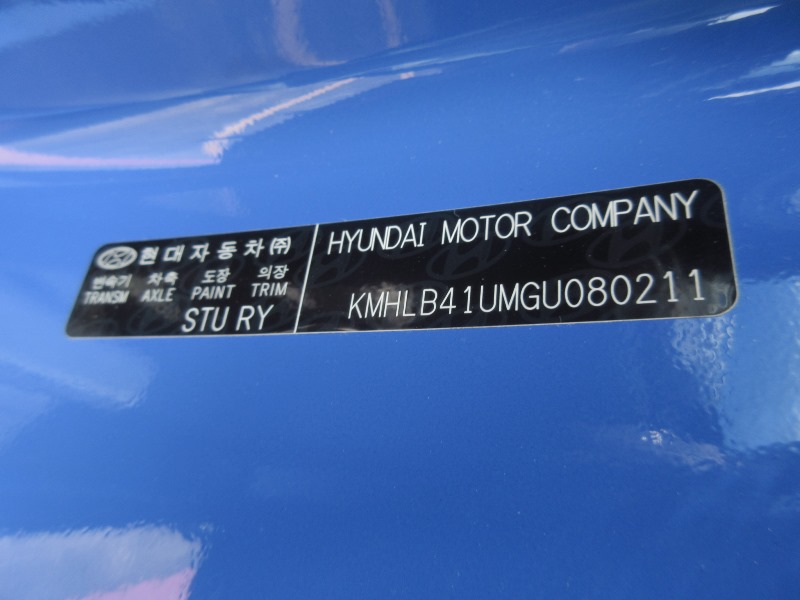 현대자동차㈜
변속기 차축 도장 의장
TRANSM AXLE PAINT TRIM
STU RY
HYUNDAI MOTOR COMPANY
KMHLB41UMGU080211